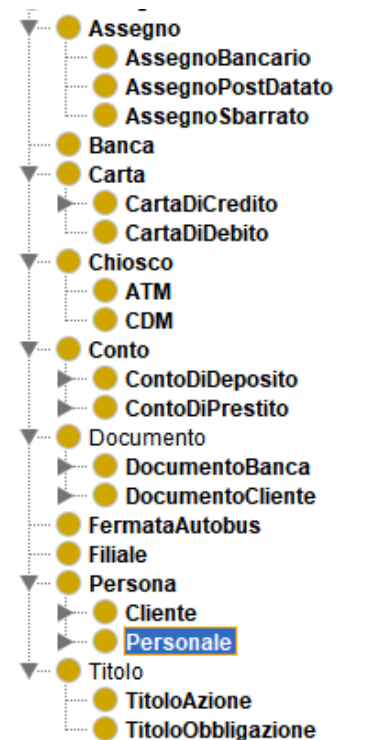 Assegno
AssegnoBancario
AssegnoPostDatato
AssegnoSbarrato
Banca
Carta
CartaDiCredito
CartaDiDebito
Chiosco
ATM
CDM
Conto
ContoDiDeposito
ContoDiPrestito
Documento
DocumentoBanca
DocumentoCliente
FermataAutobus
Filiale
Persona
Cliente
Personale
Titolo
TitoloAzione
TitoloObbligazione